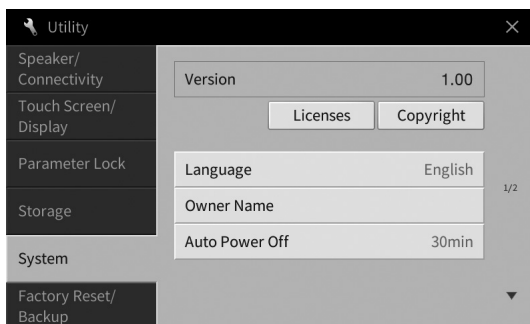 Utility
Speaker/
Connectivity
Touch Screen/
Display
Parameter Lock
Storage
System
Factory Reset/
Backup
Version 1.00
Licenses Copyright
Language English
Owner Name
Auto Power Off 30min
1/2